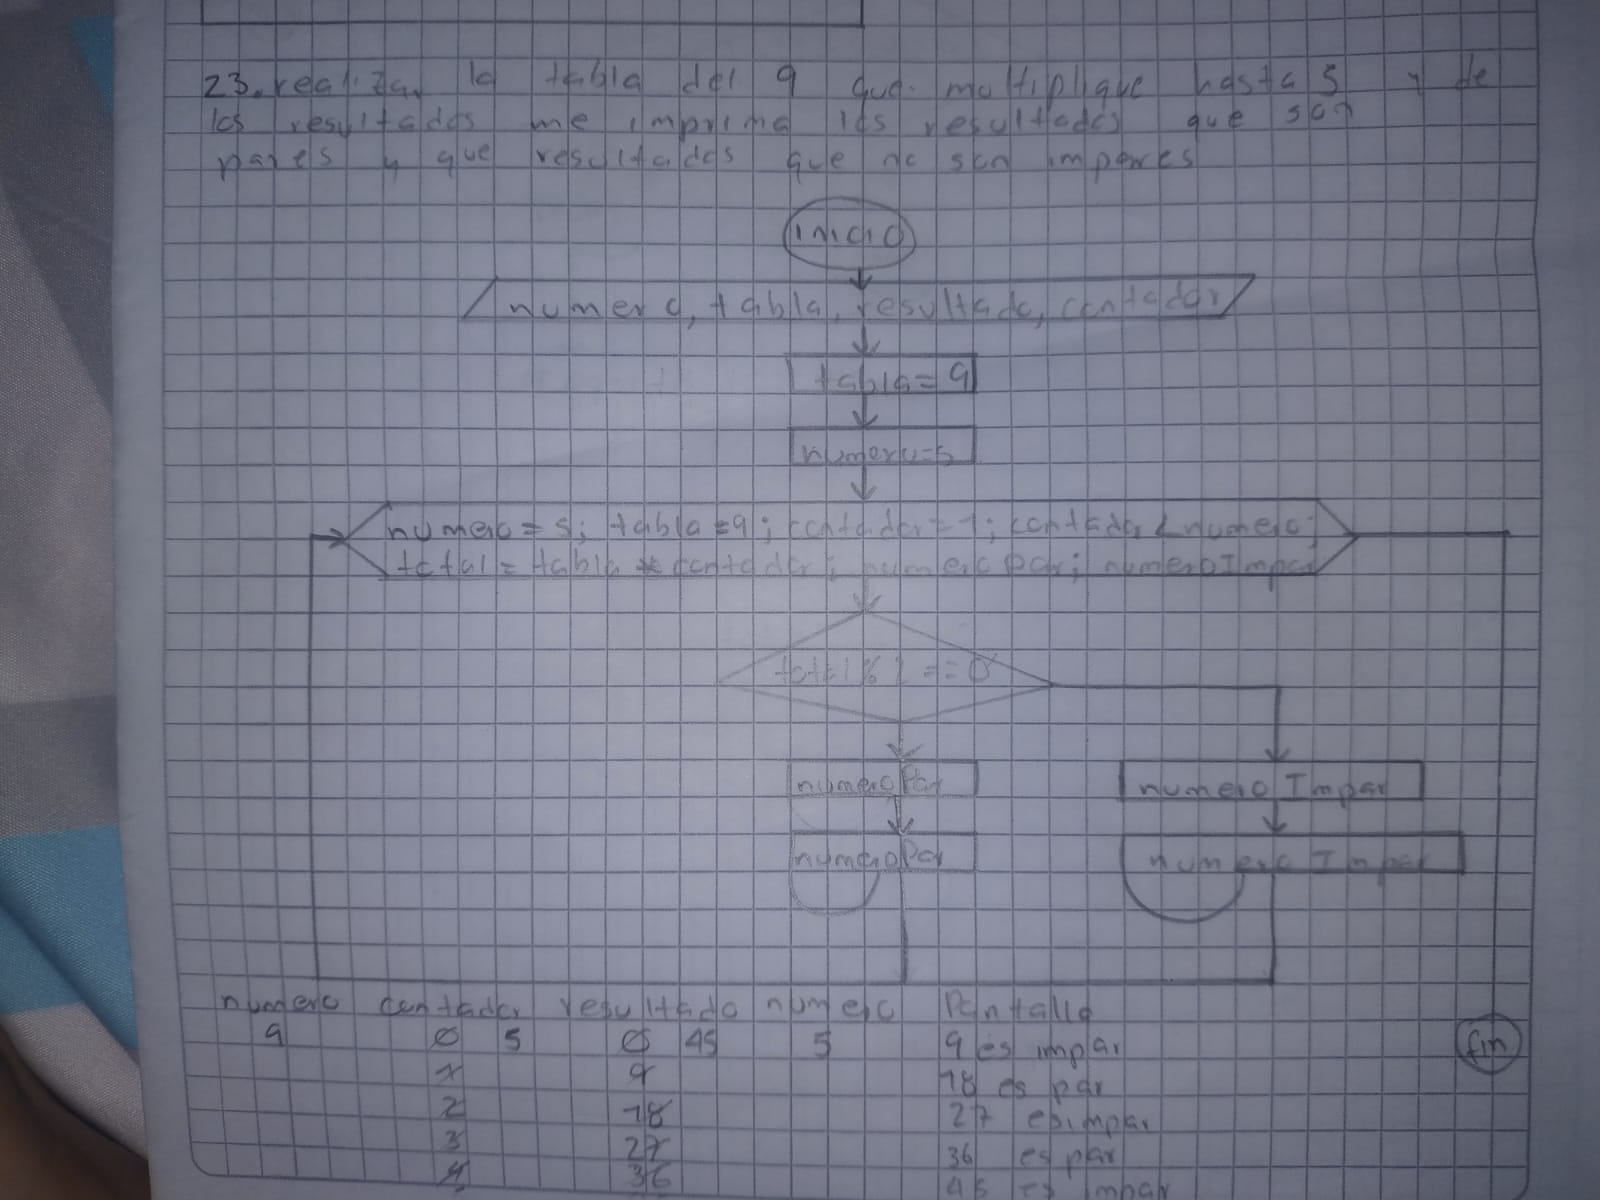 23. realizar la tabla del 9 que multiplique hasta 5 y de
los resultados me imprima los resultados que son
pares y que resultados que no son impares
inicio
numero, tabla, resultado, contador
tabla=9
numero=5
numero=5; tabla=9; contador=1; contador<numero;
total=tabla*contador; numeroPar; numeroImpar
total%2==0
numeroPar numeroImpar
numeroPar numeroImpar
numero contador resultado numero Pantalla
9 0 5 0 45 5 9 es impar fin
1 9 18 es par
2 18 27 es impar
3 27 36 es par
4 36 45 es impar